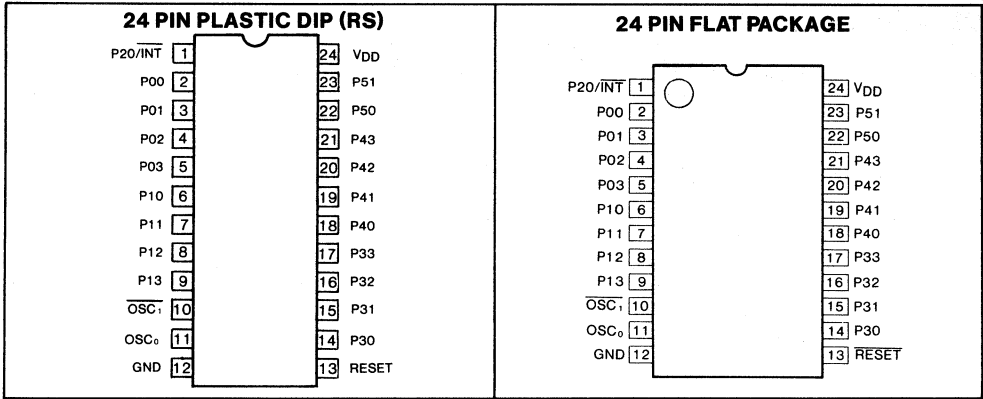 24 PIN PLASTIC DIP (RS)
P20/I̅N̅T̅ 1 24 VDD
P00 2 23 P51
P01 3 22 P50
P02 4 21 P43
P03 5 20 P42
P10 6 19 P41
P11 7 18 P40
P12 8 17 P33
P13 9 16 P32
O̅S̅C̅₁̅ 10 15 P31
OSC₀ 11 14 P30
GND 12 13 RESET
24 PIN FLAT PACKAGE
P20/I̅N̅T̅ 1 24 VDD
P00 2 23 P51
P01 3 22 P50
P02 4 21 P43
P03 5 20 P42
P10 6 19 P41
P11 7 18 P40
P12 8 17 P33
P13 9 16 P32
O̅S̅C̅₁̅ 10 15 P31
OSC₀ 11 14 P30
GND 12 13 R̅E̅S̅E̅T̅